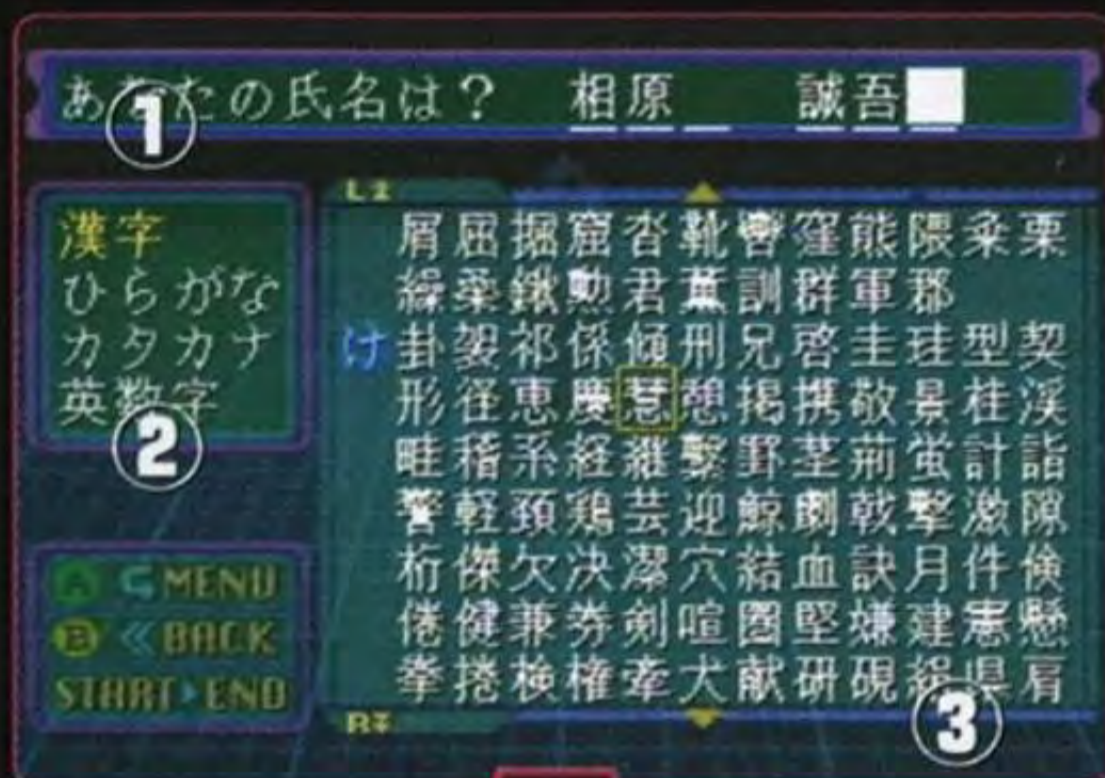 あなたの氏名は？ 相原 誠吾
①
漢字
ひらがな
カタカナ
英数字
②
A MENU
B ≪BACK
START▸END
L
屑屈掘窟沓靴轡窪熊隈粂栗
繰桑鍬勲君薫訓群軍郡
け 卦袈祁係傾刑兄啓圭珪型契
形径恵慶慧憩掲携敬景桂渓
畦稽系経継繋罫茎荊蛍計詣
警軽頚鶏芸迎鯨劇戟撃激隙
桁傑欠決潔穴結血訣月件倹
倦健兼券剣喧圏堅嫌建憲懸
拳捲検権牽犬献研硯絹県肩
R
③